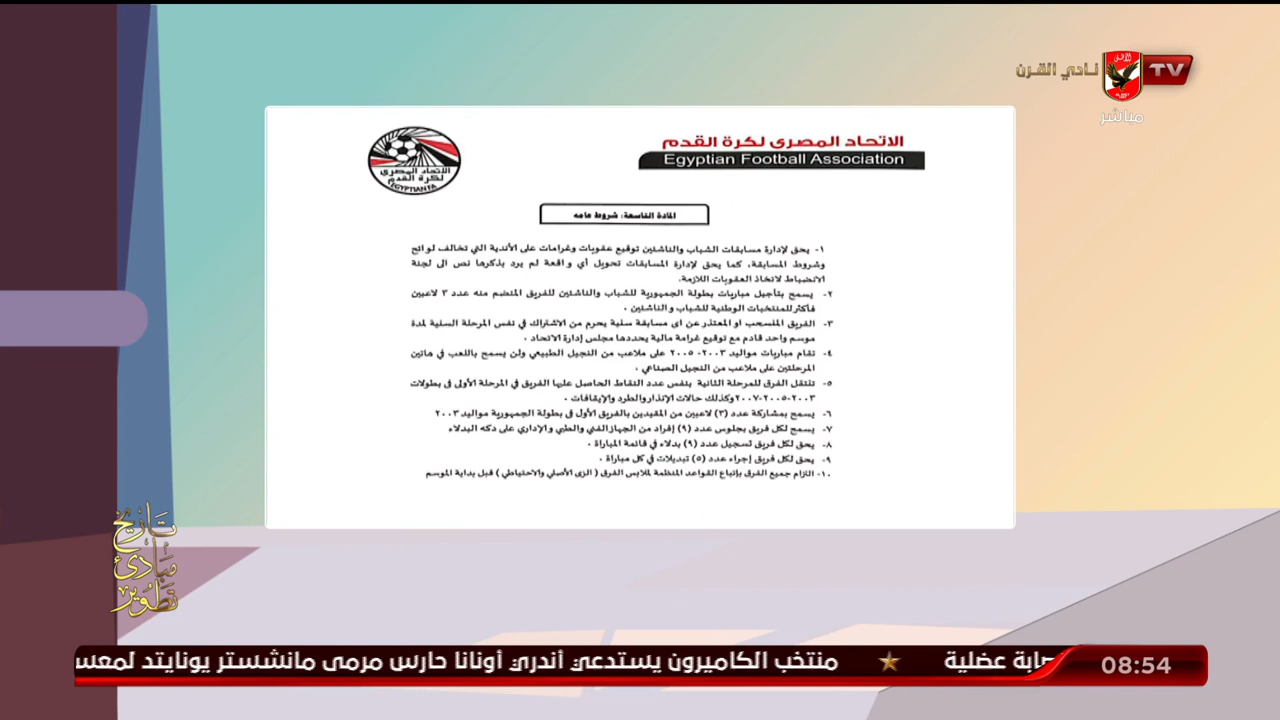 TV
نادي القرن
مباشر
الاتحاد المصرى لكرة القدم
Egyptian Football Association
الاتحاد المصرى
لكرة القدم
EGYPTIAN F.A
المادة التاسعة: شروط عامه
١- يحق لإدارة مسابقات الشباب والناشئين توقيع عقوبات وغرامات على الأندية التي تخالف لوائح
وشروط المسابقة، كما يحق لإدارة المسابقات تحويل أي واقعة لم يرد بذكرها نص الى لجنة
الانضباط لاتخاذ العقوبات اللازمة.
٢- يسمح بتأجيل مباريات بطولة الجمهورية للشباب والناشئين للفريق المنضم منه عدد ٣ لاعبين
فأكثر للمنتخبات الوطنية للشباب والناشئين .
٣- الفريق المنسحب او المعتذر عن اى مسابقة سنية يحرم من الاشتراك في نفس المرحلة السنية لمدة
موسم واحد قادم مع توقيع غرامة مالية يحددها مجلس إدارة الاتحاد .
٤- تقام مباريات مواليد ٢٠٠٣- ٢٠٠٥ على ملاعب من النجيل الطبيعي ولن يسمح باللعب في هاتين
المرحلتين على ملاعب من النجيل الصناعي .
٥- تنتقل الفرق للمرحلة الثانية بنفس عدد النقاط الحاصل عليها الفريق في المرحلة الأولى فى بطولات
٢٠٠٣-٢٠٠٥-٢٠٠٧ وكذلك حالات الإنذار والطرد والإيقافات .
٦- يسمح بمشاركة عدد (٣) لاعبين من المقيدين بالفريق الأول فى بطولة الجمهورية مواليد ٢٠٠٣
٧- يسمح لكل فريق بجلوس عدد (٩) إفراد من الجهاز الفني والطبي والإداري على دكه البدلاء
٨- يحق لكل فريق تسجيل عدد (٩) بدلاء في قائمة المباراة .
٩- يحق لكل فريق إجراء عدد (٥) تبديلات في كل مباراة .
١٠- التزام جميع الفرق بإتباع القواعد المنظمة لملابس الفرق ( الزى الأصلي والاحتياطي ) قبل بداية الموسم
تاريخ
مبادئ
تطوير
صابة عضلية ★ منتخب الكاميرون يستدعي أندري أونانا حارس مرمى مانشستر يونايتد لمعس
08:54